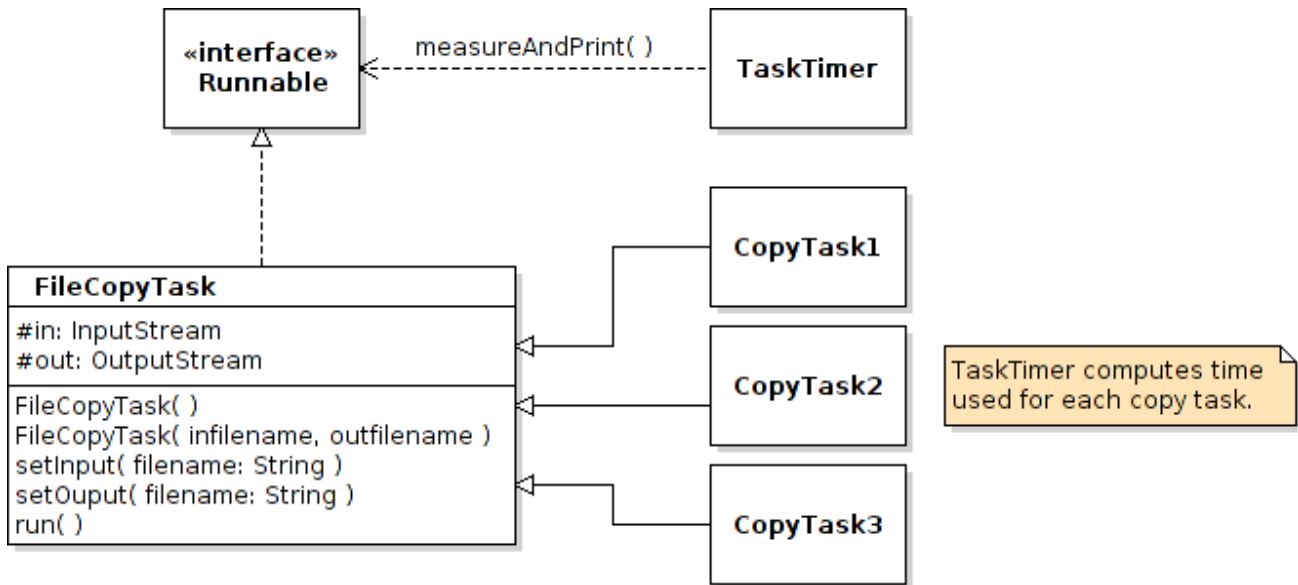 «interface»
Runnable
measureAndPrint( )
TaskTimer
FileCopyTask
#in: InputStream
#out: OutputStream
FileCopyTask( )
FileCopyTask( infilename, outfilename )
setInput( filename: String )
setOuput( filename: String )
run( )
CopyTask1
CopyTask2
CopyTask3
TaskTimer computes time
used for each copy task.